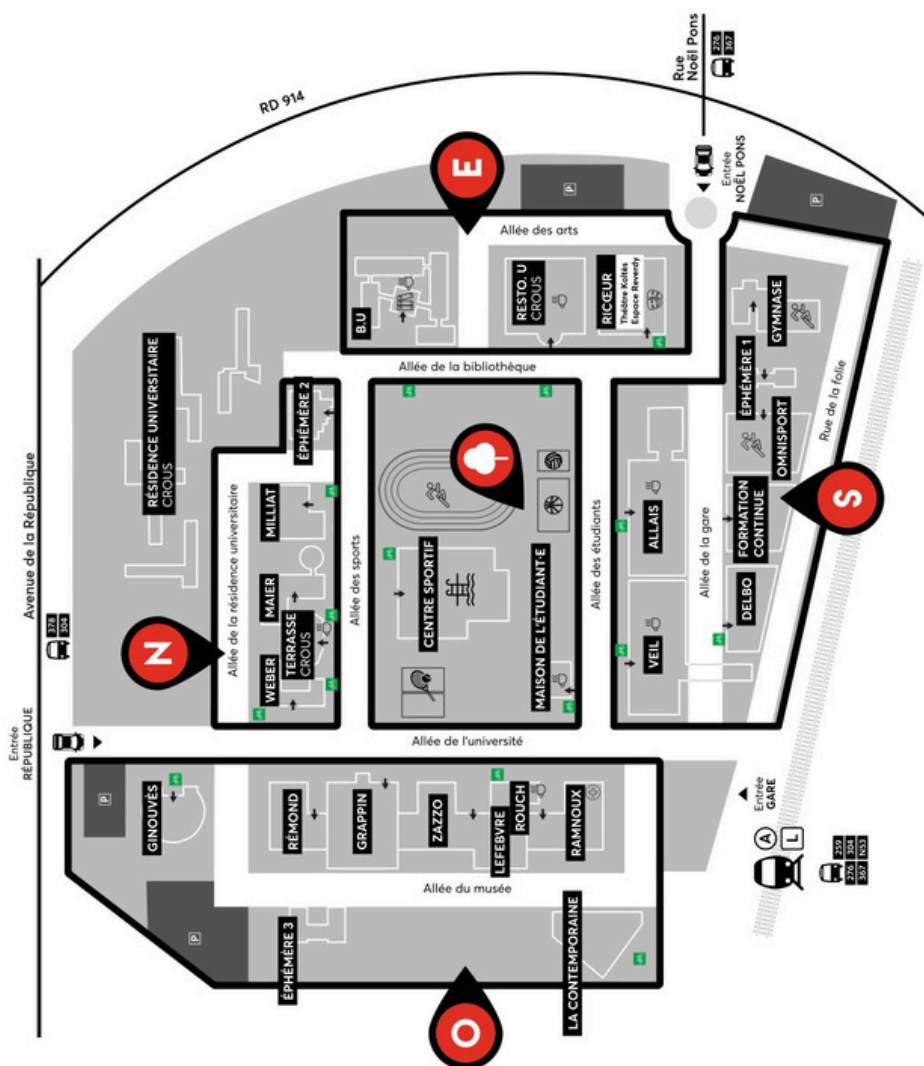 Avenue de la République
RD 914
378
304
Entrée
RÉPUBLIQUE
RÉSIDENCE UNIVERSITAIRE
CROUS
N
Allée de la résidence universitaire
WEBER
TERRASSE
CROUS
MAIER
MILLIAT
ÉPHÉMÈRE 2
Allée des sports
E
Allée des arts
P
B.U
RESTO. U
CROUS
RICŒUR
Théâtre Koltès
Espace Reverdy
Allée de la bibliothèque
Rue
Noël Pons
276
367
Entrée
NOËL PONS
P
CENTRE SPORTIF
MAISON DE L'ÉTUDIANT·E
Allée des étudiants
Allée de l'université
VEIL
ALLAIS
Allée de la gare
DELBO
FORMATION
CONTINUE
OMNISPORT
ÉPHÉMÈRE 1
GYMNASE
Rue de la folie
S
P
GINOUVÈS
RÉMOND
GRAPPIN
ZAZZO
LEFEBVRE
ROUCH
RAMNOUX
Allée du musée
P
ÉPHÉMÈRE 3
LA CONTEMPORAINE
O
Entrée
GARE
A
L
259
304
N53
276
367